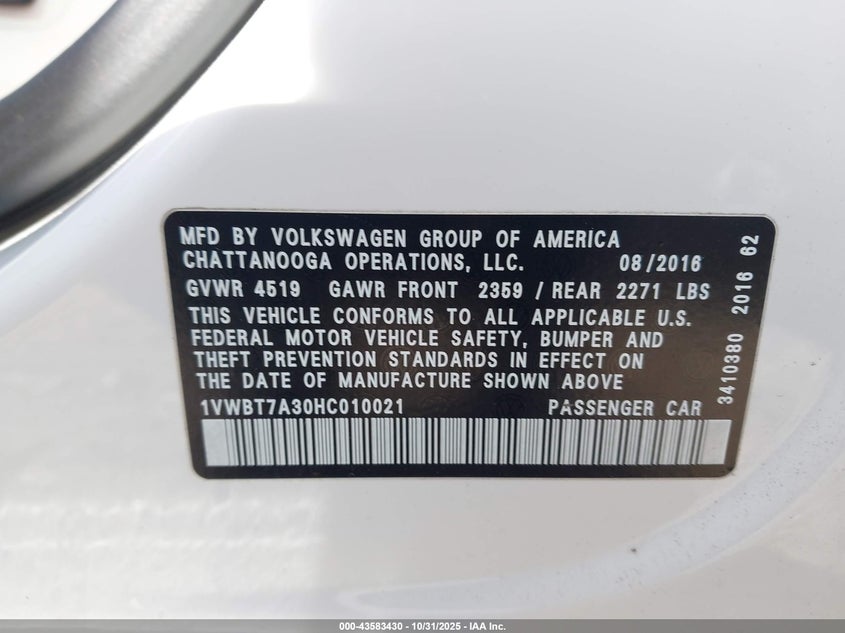 MFD BY VOLKSWAGEN GROUP OF AMERICA
CHATTANOOGA OPERATIONS, LLC. 08/2016
GVWR 4519 GAWR FRONT 2359 / REAR 2271 LBS
THIS VEHICLE CONFORMS TO ALL APPLICABLE U.S.
FEDERAL MOTOR VEHICLE SAFETY, BUMPER AND
THEFT PREVENTION STANDARDS IN EFFECT ON
THE DATE OF MANUFACTURE SHOWN ABOVE
1VWBT7A30HC010021 PASSENGER CAR
3410380 2016 62
000-43583430 - 10/31/2025 - IAA Inc.